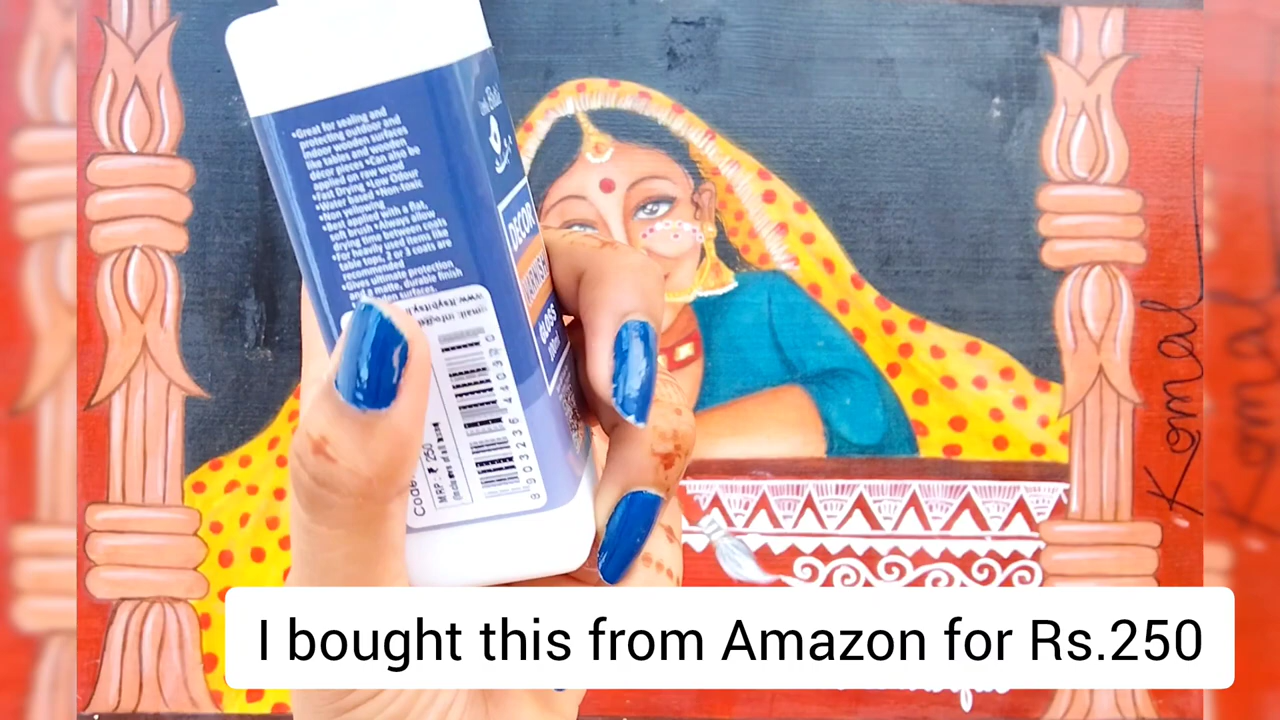 •Great for sealing and
protecting outdoor and
indoor wooden surfaces
like tables and wooden
décor pieces •Can also be
applied on raw wood
•Fast Drying •Low Odour
•Water based •Non-toxic
•Non yellowing
•Best applied with a flat,
soft brush •Always allow
drying time between coats
•For heavily used items like
table tops, 2 or 3 coats are
recommended
•Gives ultimate protection
and a matte, durable finish
surfaces.
DECOR
VARNISH
GLOSS
Code
MRP: ₹ 250
890323644090
Komal
I bought this from Amazon for Rs.250